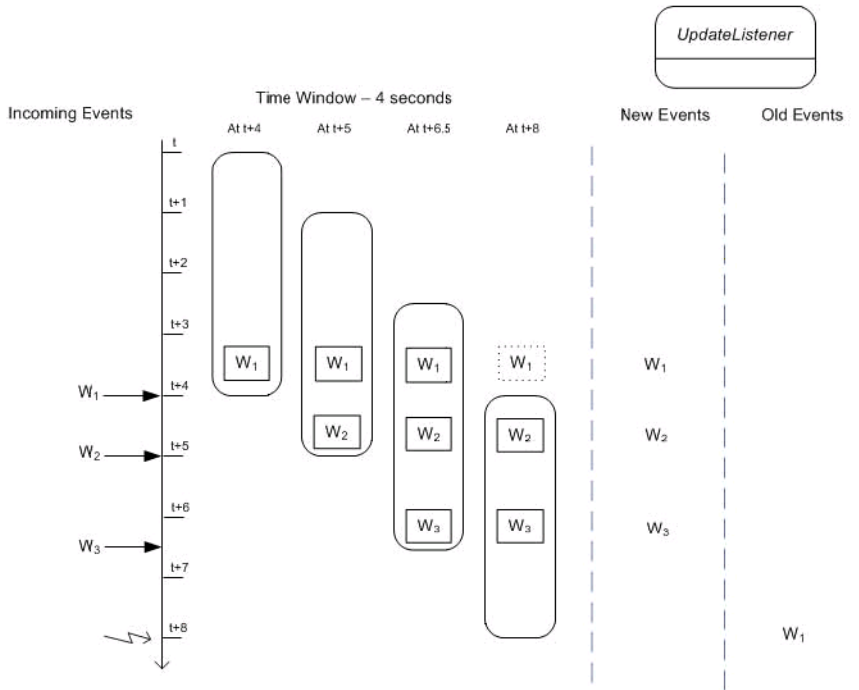 UpdateListener
Time Window – 4 seconds
Incoming Events
New Events
Old Events
At t+4
At t+5
At t+6.5
At t+8
t
t+1
t+2
t+3
W1
W1
W1
W1
W1
W1
t+4
W2
W2
W2
W2
W2
t+5
t+6
W3
W3
W3
W3
t+7
t+8
W1